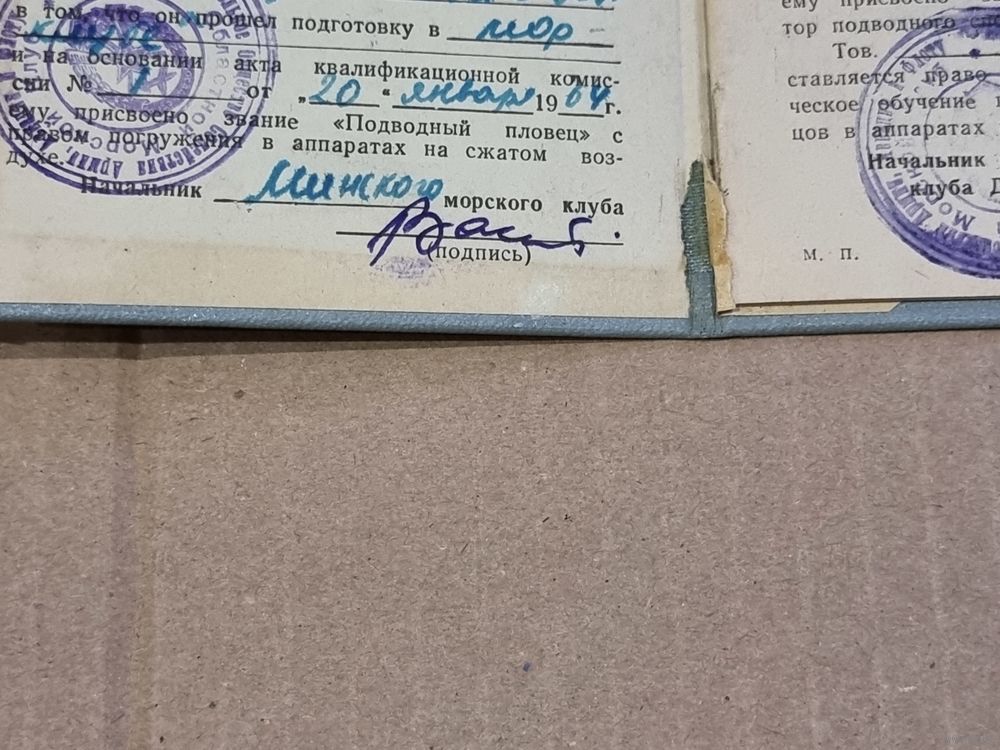 в том, что он прошел подготовку в мор-
клубе
и на основании акта квалификационной комис-
сии № 1 от „20 “ января 1964 г.
ему присвоено звание «Подводный пловец» с
правом погружения в аппаратах на сжатом воз-
духе.
Начальник Минского морского клуба
(подпись)
ему присвоено
тор подводного
Тов.
ставляется право
ческое обучение
цов в аппаратах
Начальник
клуба
м. п.